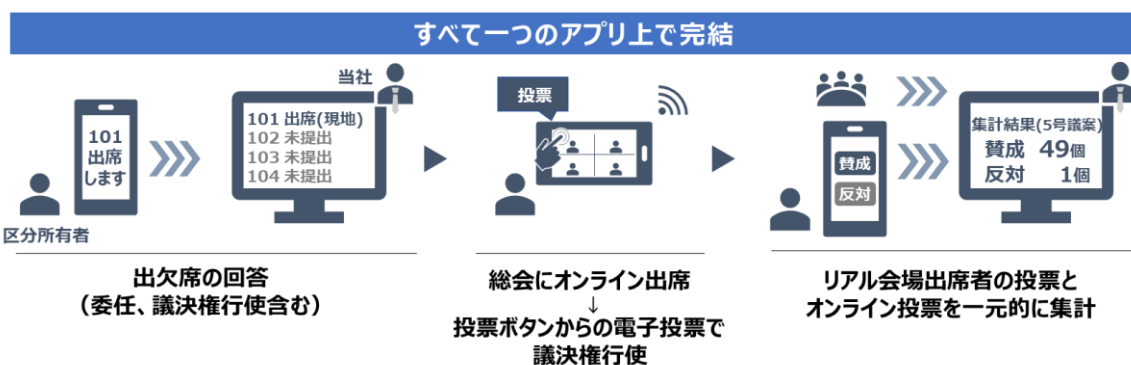 すべて一つのアプリ上で完結
101
出席
します
区分所有者
当社
101 出席(現地)
102 未提出
103 未提出
104 未提出
出欠席の回答
(委任、議決権行使含む)
投票
総会にオンライン出席
↓
投票ボタンからの電子投票で
議決権行使
賛成
反対
集計結果(5号議案)
賛成 49個
反対 1個
リアル会場出席者の投票と
オンライン投票を一元的に集計